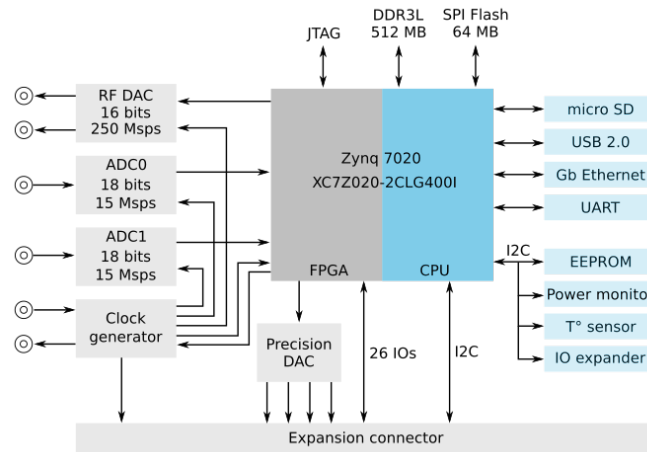 JTAG
DDR3L
512 MB
SPI Flash
64 MB
RF DAC
16 bits
250 Msps
ADC0
18 bits
15 Msps
ADC1
18 bits
15 Msps
Clock
generator
Zynq 7020
XC7Z020-2CLG400I
FPGA
CPU
micro SD
USB 2.0
Gb Ethernet
UART
I2C
EEPROM
Power monito
T° sensor
IO expander
Precision
DAC
26 IOs
I2C
Expansion connector